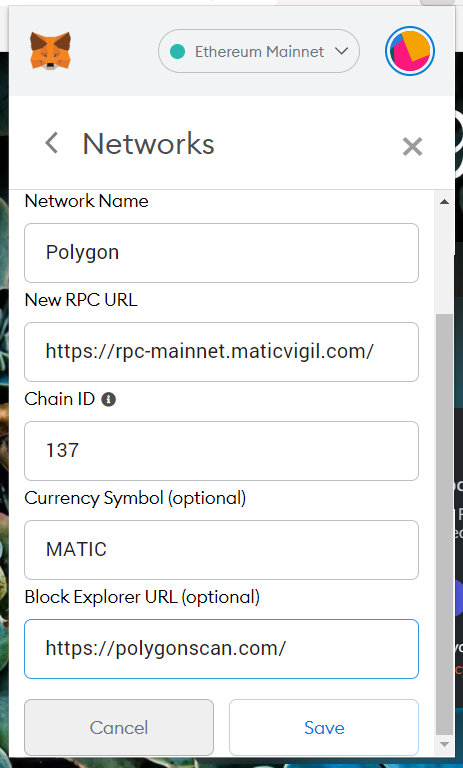 Ethereum Mainnet
Networks
Network Name
Polygon
New RPC URL
https://rpc-mainnet.maticvigil.com/
Chain ID
137
Currency Symbol (optional)
MATIC
Block Explorer URL (optional)
https://polygonscan.com/
Cancel
Save